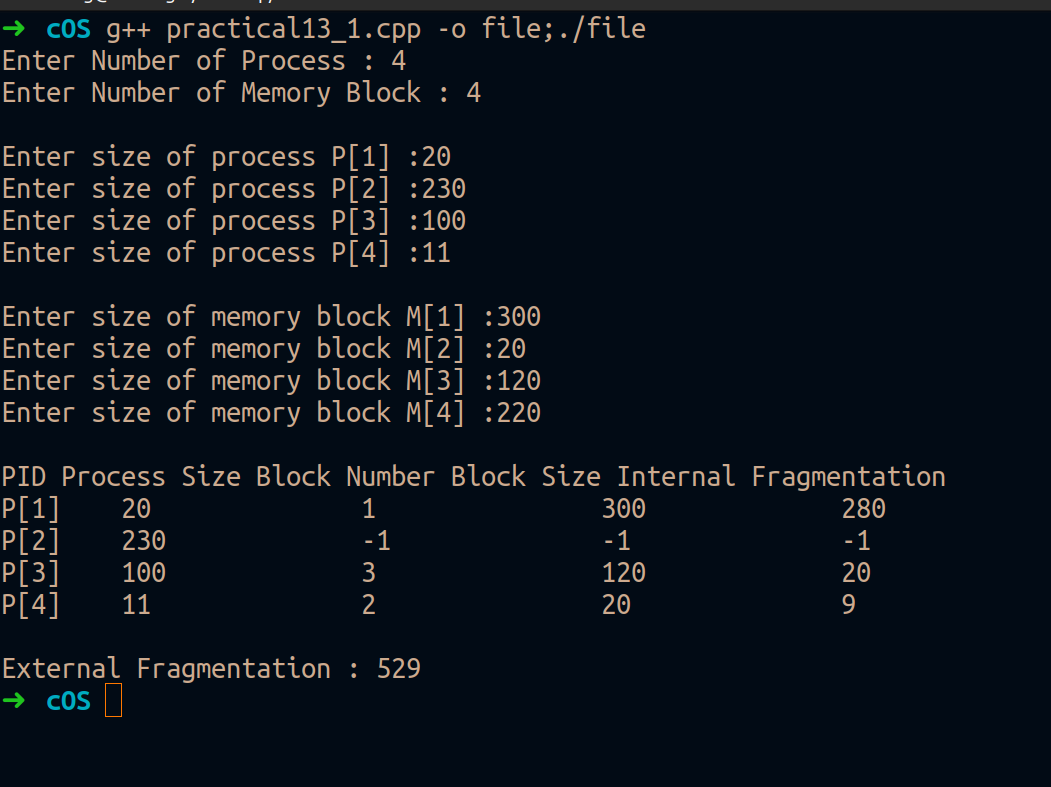 ➜ cOS g++ practical13_1.cpp -o file;./file
Enter Number of Process : 4
Enter Number of Memory Block : 4

Enter size of process P[1] :20
Enter size of process P[2] :230
Enter size of process P[3] :100
Enter size of process P[4] :11

Enter size of memory block M[1] :300
Enter size of memory block M[2] :20
Enter size of memory block M[3] :120
Enter size of memory block M[4] :220

PID Process Size Block Number Block Size Internal Fragmentation
P[1]    20              1               300             280
P[2]    230             -1              -1              -1
P[3]    100             3               120             20
P[4]    11              2               20              9

External Fragmentation : 529
➜ cOS